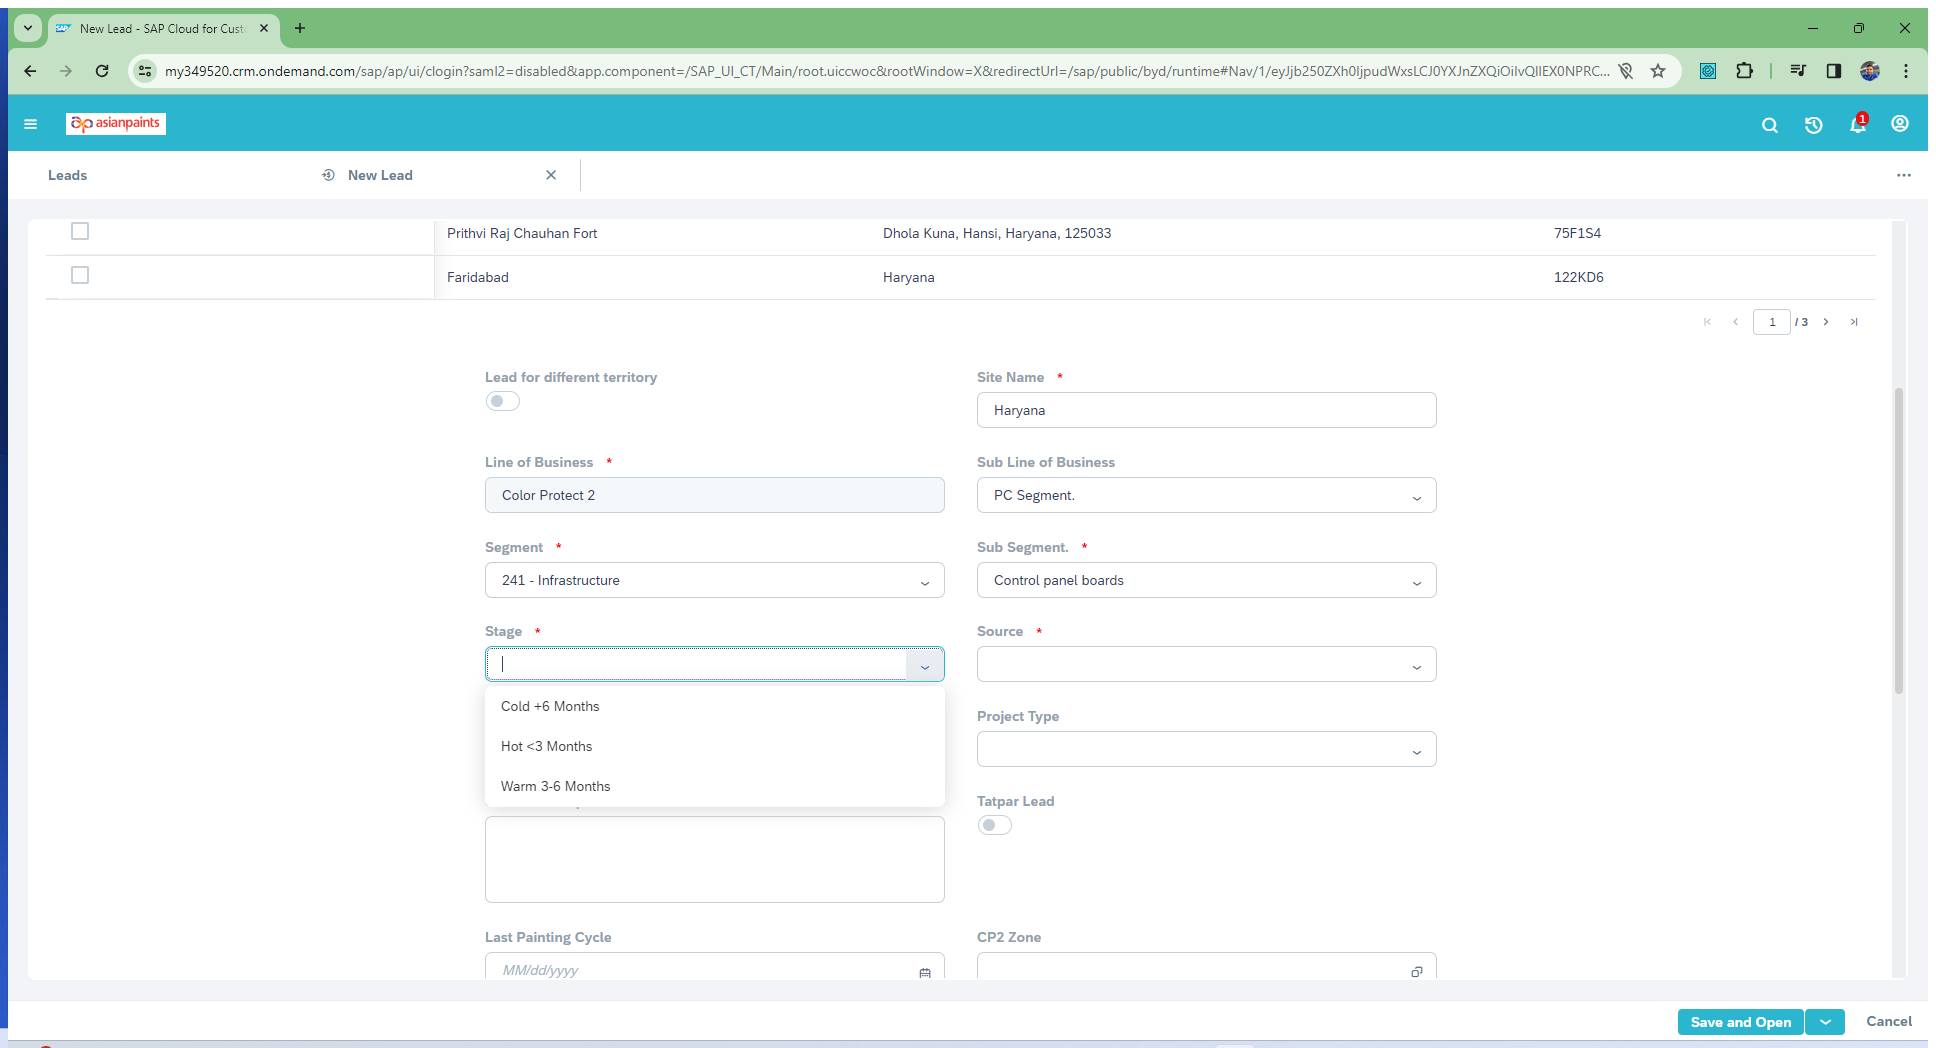 New Lead - SAP Cloud for Cust
my349520.crm.ondemand.com/sap/ap/ui/clogin?saml2=disabled&app.component=/SAP_UI_CT/Main/root.uiccwoc&rootWindow=X&redirectUrl=/sap/public/byd/runtime#Nav/1/eyJjb250ZXh0IjpudWxsLCJ0YXJnZXQiOiIvQIlEX0NPRC...
asianpaints
1
Leads
New Lead
Prithvi Raj Chauhan Fort Dhola Kuna, Hansi, Haryana, 125033 75F1S4
Faridabad Haryana 122KD6
1 / 3
Lead for different territory
Site Name *
Haryana
Line of Business *
Sub Line of Business
Color Protect 2
PC Segment.
Segment *
Sub Segment. *
241 - Infrastructure
Control panel boards
Stage *
Source *
Cold +6 Months
Project Type
Hot <3 Months
Warm 3-6 Months
Tatpar Lead
Last Painting Cycle
CP2 Zone
MM/dd/yyyy
Save and Open
Cancel